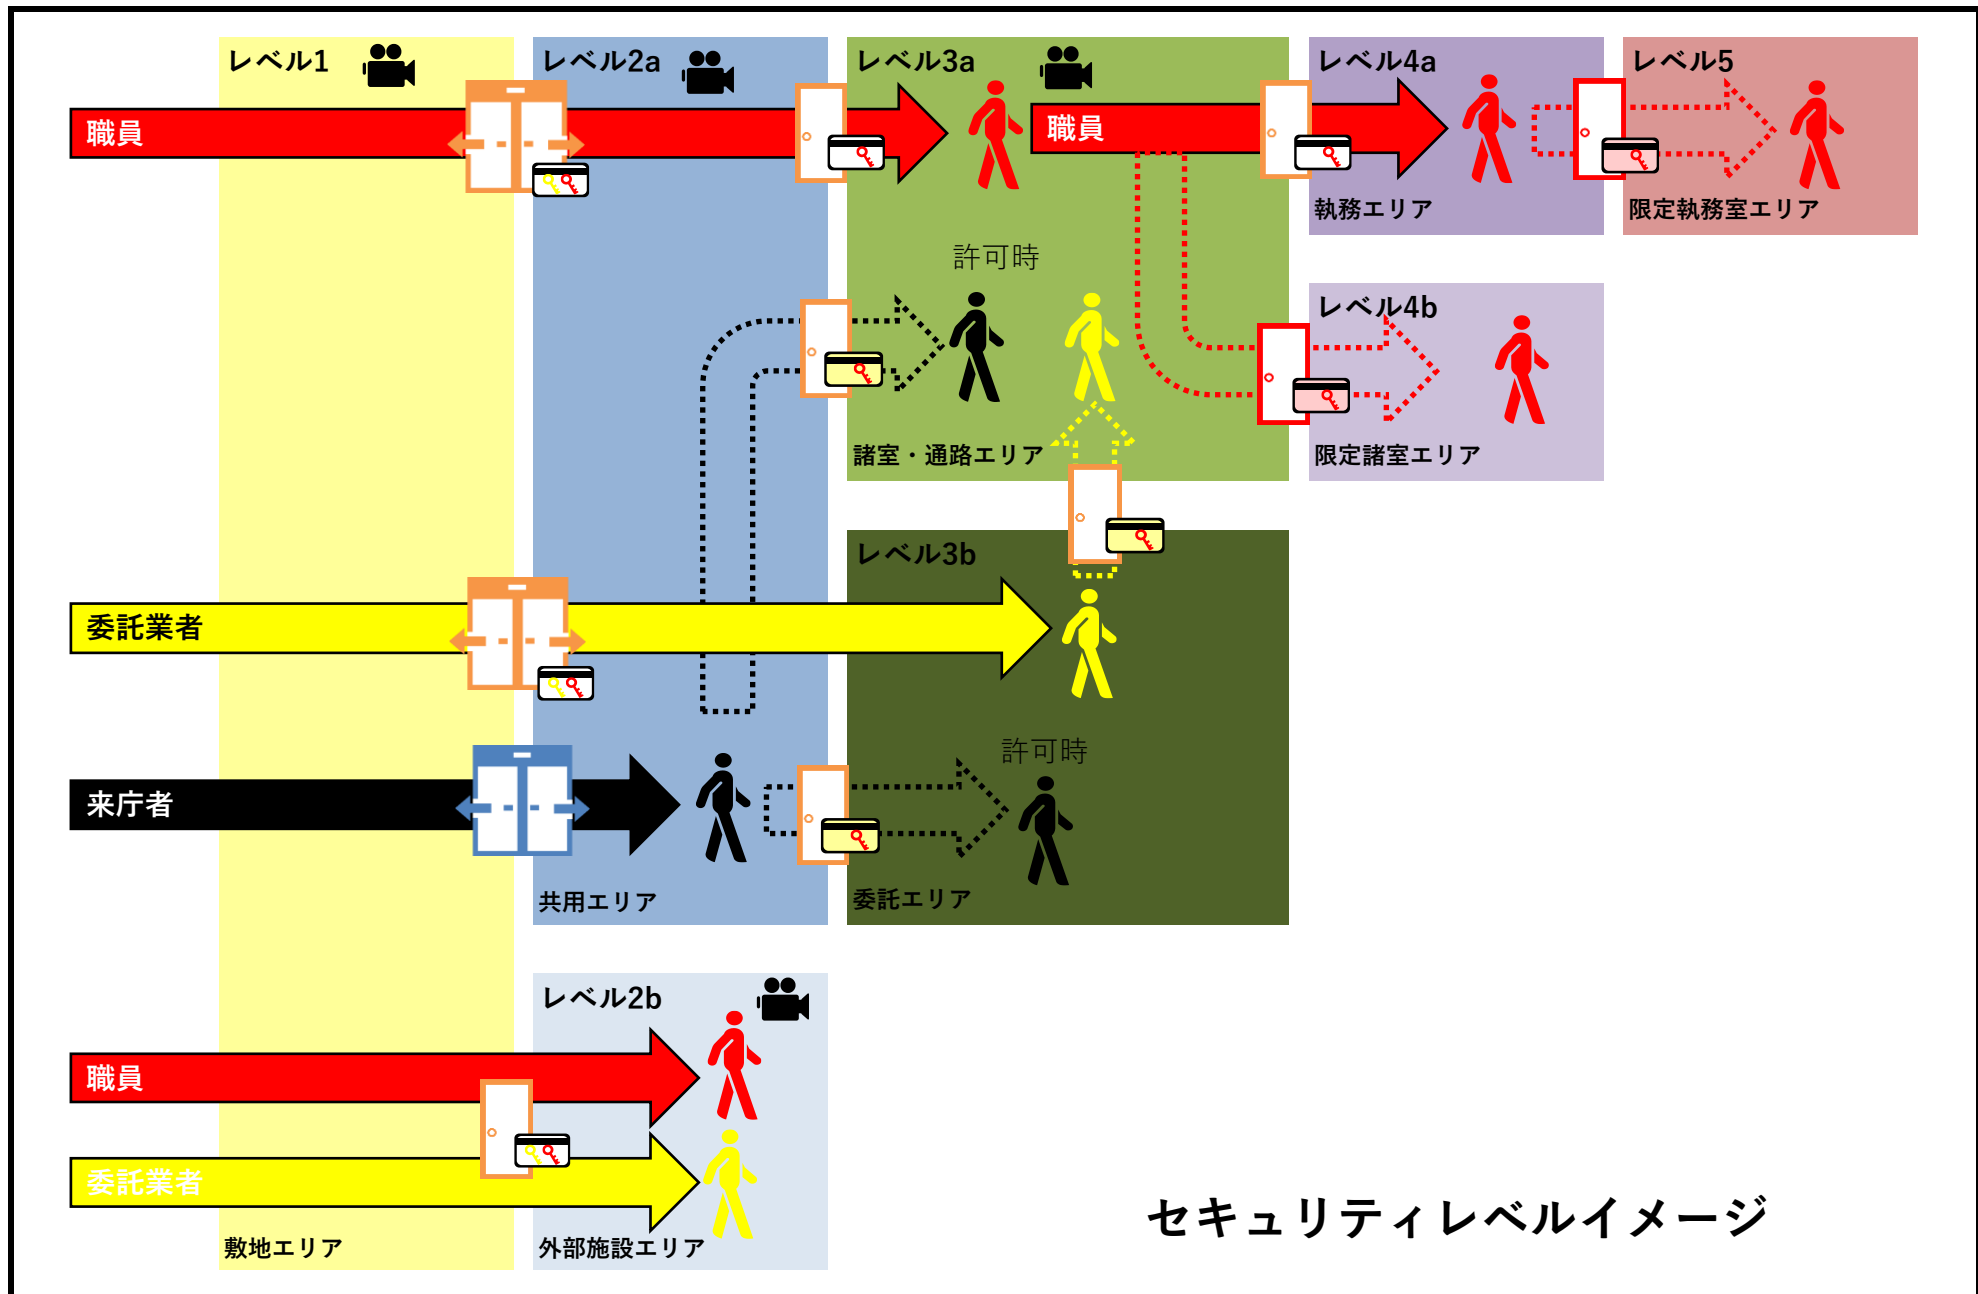 レベル1
レベル2a
レベル3a
レベル4a
レベル5
職員
職員
執務エリア
限定執務室エリア
許可時
レベル4b
諸室・通路エリア
限定諸室エリア
レベル3b
委託業者
許可時
来庁者
共用エリア
委託エリア
レベル2b
職員
委託業者
敷地エリア
外部施設エリア
セキュリティレベルイメージ